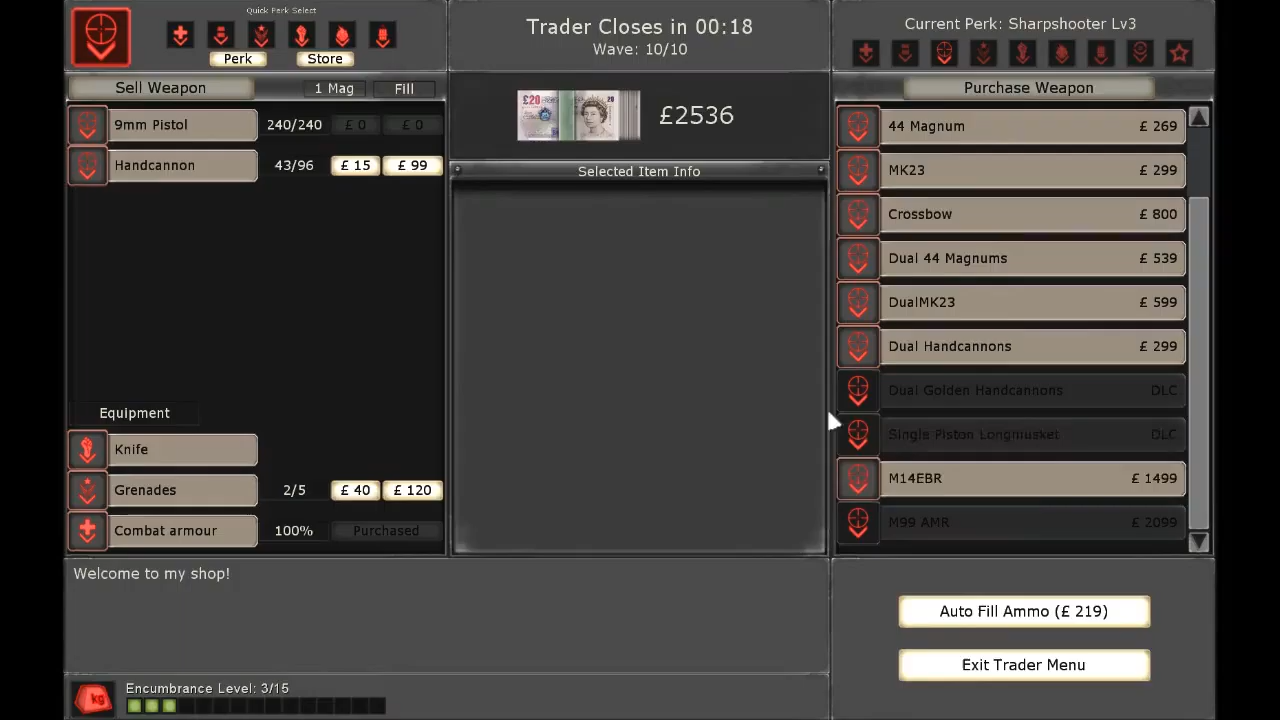 Quick Perk Select
Perk
Store
Trader Closes in 00:18
Wave: 10/10
Current Perk: Sharpshooter Lv3
Sell Weapon
1 Mag
Fill
9mm Pistol 240/240 £ 0 £ 0
Handcannon 43/96 £ 15 £ 99
Equipment
Knife
Grenades 2/5 £ 40 £ 120
Combat armour 100% Purchased
£20 20
£2536
Selected Item Info
Purchase Weapon
44 Magnum £ 269
MK23 £ 299
Crossbow £ 800
Dual 44 Magnums £ 539
DualMK23 £ 599
Dual Handcannons £ 299
Dual Golden Handcannons DLC
Single Piston Longmusket DLC
M14EBR £ 1499
M99 AMR £ 2099
Welcome to my shop!
Auto Fill Ammo (£ 219)
Exit Trader Menu
kg
Encumbrance Level: 3/15